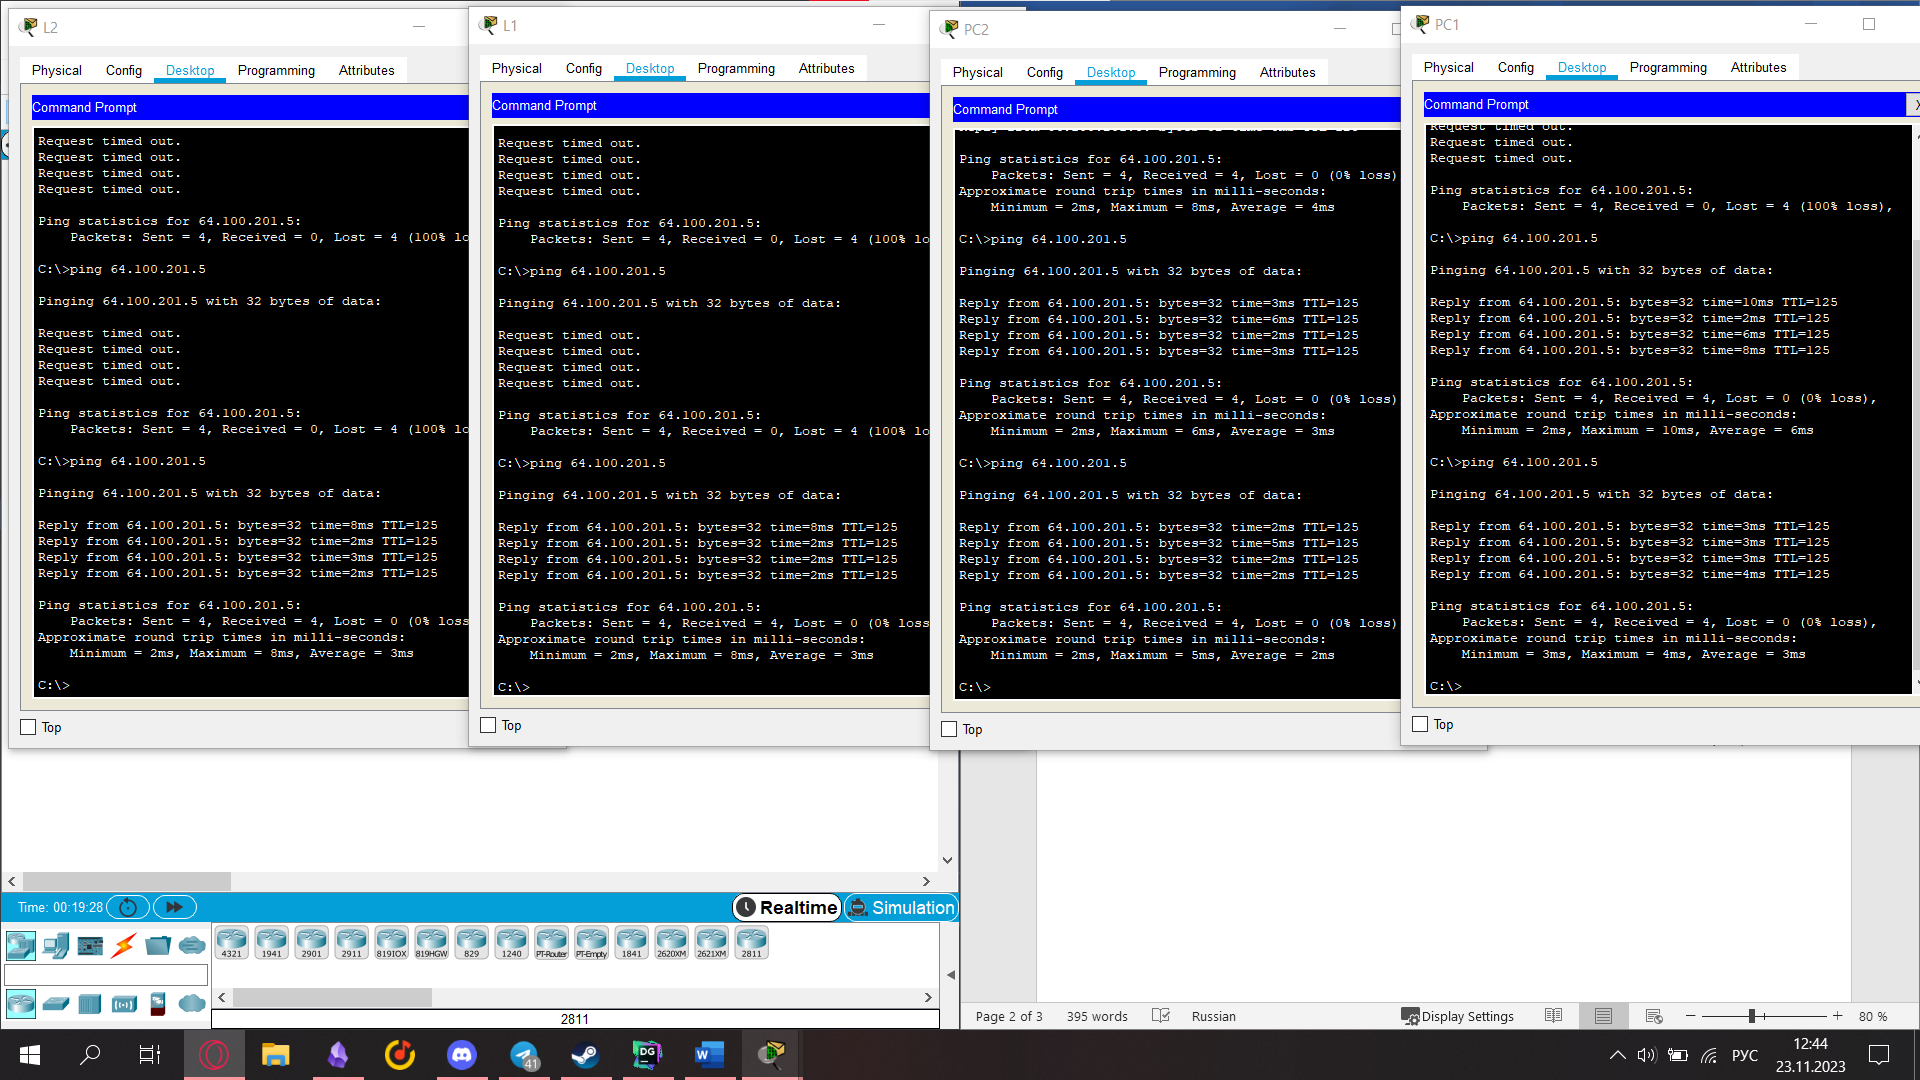 L2
Physical Config Desktop Programming Attributes
Command Prompt
Request timed out.
Request timed out.
Request timed out.
Request timed out.
Ping statistics for 64.100.201.5:
Packets: Sent = 4, Received = 0, Lost = 4 (100% lo
C:\>ping 64.100.201.5
Pinging 64.100.201.5 with 32 bytes of data:
Request timed out.
Request timed out.
Request timed out.
Request timed out.
Ping statistics for 64.100.201.5:
Packets: Sent = 4, Received = 0, Lost = 4 (100% lo
C:\>ping 64.100.201.5
Pinging 64.100.201.5 with 32 bytes of data:
Reply from 64.100.201.5: bytes=32 time=8ms TTL=125
Reply from 64.100.201.5: bytes=32 time=2ms TTL=125
Reply from 64.100.201.5: bytes=32 time=3ms TTL=125
Reply from 64.100.201.5: bytes=32 time=2ms TTL=125
Ping statistics for 64.100.201.5:
Packets: Sent = 4, Received = 4, Lost = 0 (0% loss
Approximate round trip times in milli-seconds:
Minimum = 2ms, Maximum = 8ms, Average = 3ms
C:\>
Top
L1
Physical Config Desktop Programming Attributes
Command Prompt
Request timed out.
Request timed out.
Request timed out.
Request timed out.
Ping statistics for 64.100.201.5:
Packets: Sent = 4, Received = 0, Lost = 4 (100% lo
C:\>ping 64.100.201.5
Pinging 64.100.201.5 with 32 bytes of data:
Request timed out.
Request timed out.
Request timed out.
Request timed out.
Ping statistics for 64.100.201.5:
Packets: Sent = 4, Received = 0, Lost = 4 (100% lo
C:\>ping 64.100.201.5
Pinging 64.100.201.5 with 32 bytes of data:
Reply from 64.100.201.5: bytes=32 time=8ms TTL=125
Reply from 64.100.201.5: bytes=32 time=2ms TTL=125
Reply from 64.100.201.5: bytes=32 time=2ms TTL=125
Reply from 64.100.201.5: bytes=32 time=2ms TTL=125
Ping statistics for 64.100.201.5:
Packets: Sent = 4, Received = 4, Lost = 0 (0% loss
Approximate round trip times in milli-seconds:
Minimum = 2ms, Maximum = 8ms, Average = 3ms
C:\>
Top
PC2
Physical Config Desktop Programming Attributes
Command Prompt
Ping statistics for 64.100.201.5:
Packets: Sent = 4, Received = 4, Lost = 0 (0% loss)
Approximate round trip times in milli-seconds:
Minimum = 2ms, Maximum = 8ms, Average = 4ms
C:\>ping 64.100.201.5
Pinging 64.100.201.5 with 32 bytes of data:
Reply from 64.100.201.5: bytes=32 time=3ms TTL=125
Reply from 64.100.201.5: bytes=32 time=6ms TTL=125
Reply from 64.100.201.5: bytes=32 time=2ms TTL=125
Reply from 64.100.201.5: bytes=32 time=3ms TTL=125
Ping statistics for 64.100.201.5:
Packets: Sent = 4, Received = 4, Lost = 0 (0% loss)
Approximate round trip times in milli-seconds:
Minimum = 2ms, Maximum = 6ms, Average = 3ms
C:\>ping 64.100.201.5
Pinging 64.100.201.5 with 32 bytes of data:
Reply from 64.100.201.5: bytes=32 time=2ms TTL=125
Reply from 64.100.201.5: bytes=32 time=5ms TTL=125
Reply from 64.100.201.5: bytes=32 time=2ms TTL=125
Reply from 64.100.201.5: bytes=32 time=2ms TTL=125
Ping statistics for 64.100.201.5:
Packets: Sent = 4, Received = 4, Lost = 0 (0% loss)
Approximate round trip times in milli-seconds:
Minimum = 2ms, Maximum = 5ms, Average = 2ms
C:\>
Top
PC1
Physical Config Desktop Programming Attributes
Command Prompt
Request timed out.
Request timed out.
Request timed out.
Ping statistics for 64.100.201.5:
Packets: Sent = 4, Received = 0, Lost = 4 (100% loss),
C:\>ping 64.100.201.5
Pinging 64.100.201.5 with 32 bytes of data:
Reply from 64.100.201.5: bytes=32 time=10ms TTL=125
Reply from 64.100.201.5: bytes=32 time=2ms TTL=125
Reply from 64.100.201.5: bytes=32 time=6ms TTL=125
Reply from 64.100.201.5: bytes=32 time=8ms TTL=125
Ping statistics for 64.100.201.5:
Packets: Sent = 4, Received = 4, Lost = 0 (0% loss),
Approximate round trip times in milli-seconds:
Minimum = 2ms, Maximum = 10ms, Average = 6ms
C:\>ping 64.100.201.5
Pinging 64.100.201.5 with 32 bytes of data:
Reply from 64.100.201.5: bytes=32 time=3ms TTL=125
Reply from 64.100.201.5: bytes=32 time=3ms TTL=125
Reply from 64.100.201.5: bytes=32 time=3ms TTL=125
Reply from 64.100.201.5: bytes=32 time=4ms TTL=125
Ping statistics for 64.100.201.5:
Packets: Sent = 4, Received = 4, Lost = 0 (0% loss),
Approximate round trip times in milli-seconds:
Minimum = 3ms, Maximum = 4ms, Average = 3ms
C:\>
Top
Time: 00:19:28
Realtime Simulation
4321 1941 2901 2911 819IOX 819HGW 829 1240 PT-Router PT-Empty 1841 2620XM 2621XM 2811
2811
Page 2 of 3 395 words Russian Display Settings 80 %
DG
41
W
РУС
12:44
23.11.2023